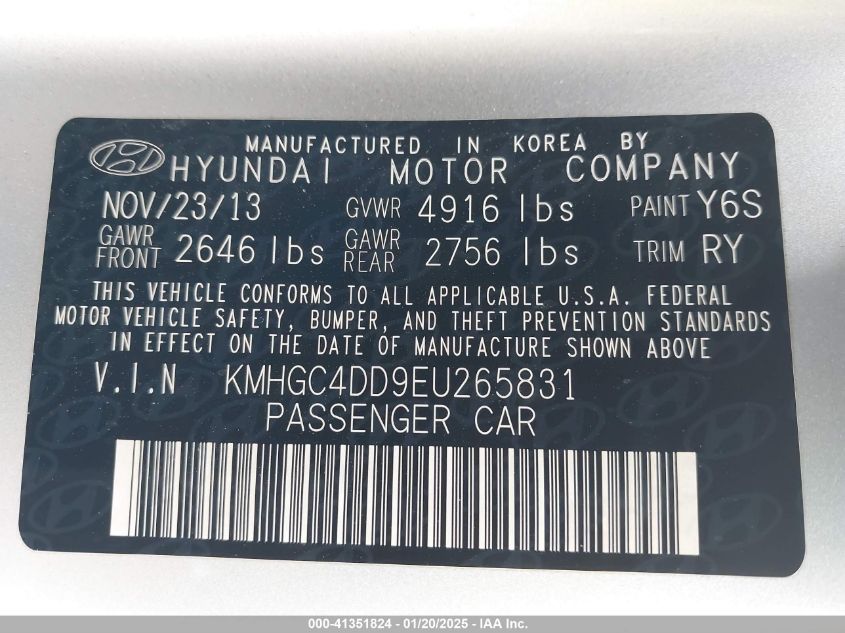 MANUFACTURED IN KOREA BY
HYUNDAI MOTOR COMPANY
NOV/23/13 GVWR 4916 lbs PAINT Y6S
GAWR FRONT 2646 lbs GAWR REAR 2756 lbs TRIM RY
THIS VEHICLE CONFORMS TO ALL APPLICABLE U.S.A. FEDERAL
MOTOR VEHICLE SAFETY, BUMPER, AND THEFT PREVENTION STANDARDS
IN EFFECT ON THE DATE OF MANUFACTURE SHOWN ABOVE
V.I.N KMHGC4DD9EU265831
PASSENGER CAR
000-41351824 - 01/20/2025 - IAA Inc.